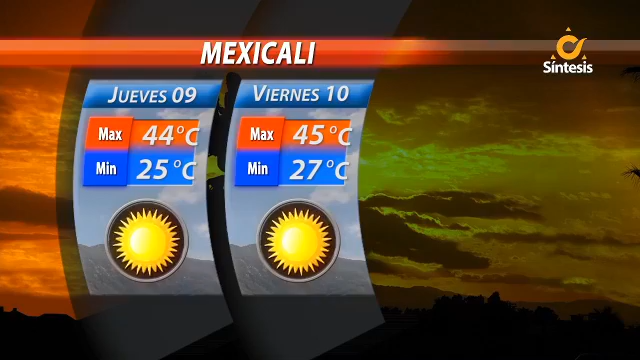 MEXICALI
Síntesis
JUEVES 09
Max 44°C
Min 25°C
VIERNES 10
Max 45°C
Min 27°C